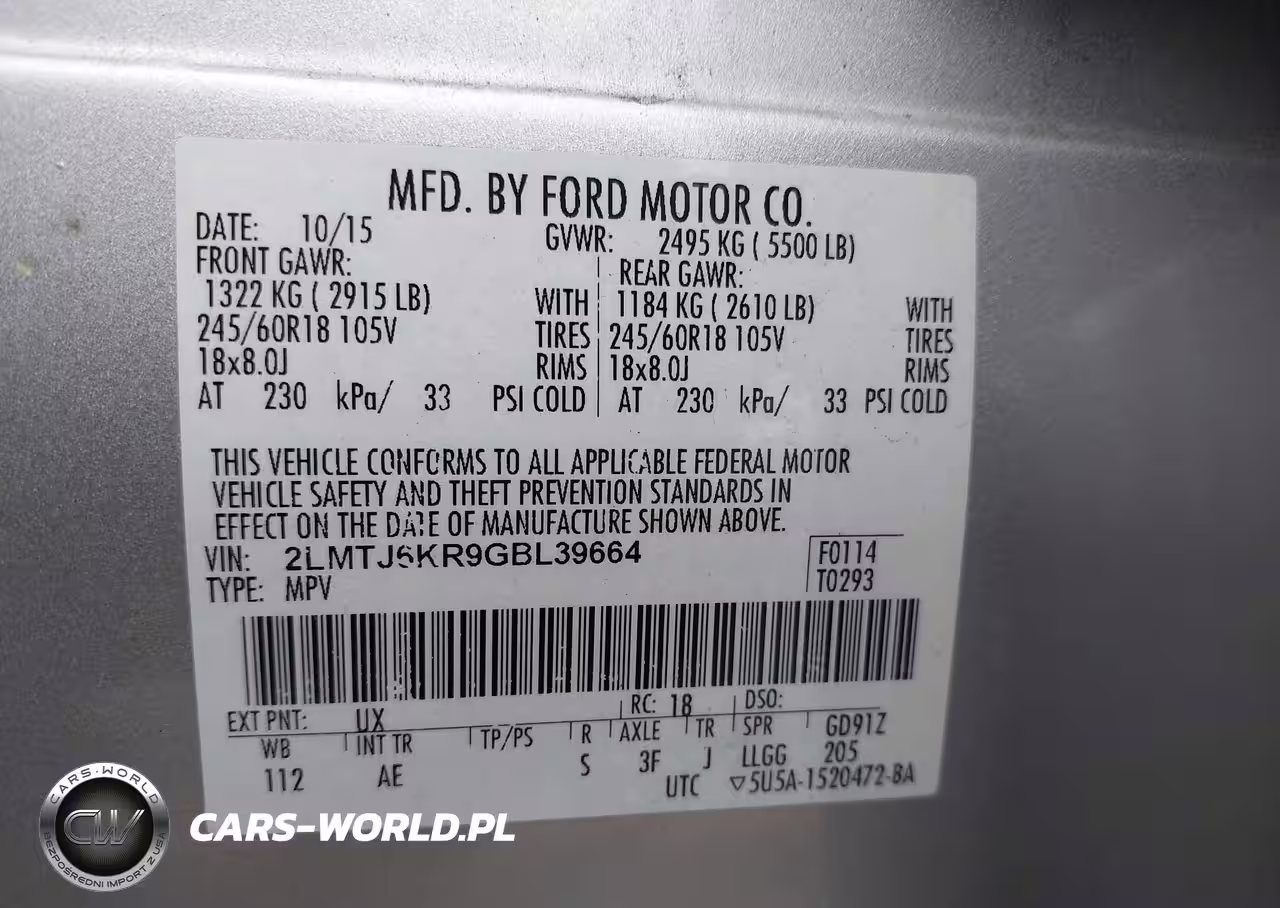 MFD. BY FORD MOTOR CO.
DATE: 10/15 GVWR: 2495 KG ( 5500 LB)
FRONT GAWR: REAR GAWR:
1322 KG ( 2915 LB) WITH 1184 KG ( 2610 LB) WITH
245/60R18 105V TIRES 245/60R18 105V TIRES
18x8.0J RIMS 18x8.0J RIMS
AT 230 kPa/ 33 PSI COLD AT 230 kPa/ 33 PSI COLD
THIS VEHICLE CONFORMS TO ALL APPLICABLE FEDERAL MOTOR
VEHICLE SAFETY AND THEFT PREVENTION STANDARDS IN
EFFECT ON THE DATE OF MANUFACTURE SHOWN ABOVE.
VIN: 2LMTJ6KR9GBL39664 F0114
TYPE: MPV T0293
EXT PNT: UX RC: 18 DSO:
WB INT TR TP/PS R AXLE TR SPR GD91Z
112 AE S 3F J LLGG 205
UTC ▽5U5A-1520472-BA
CARS-WORLD
CW
BEZPOŚREDNI IMPORT Z USA
CARS-WORLD.PL